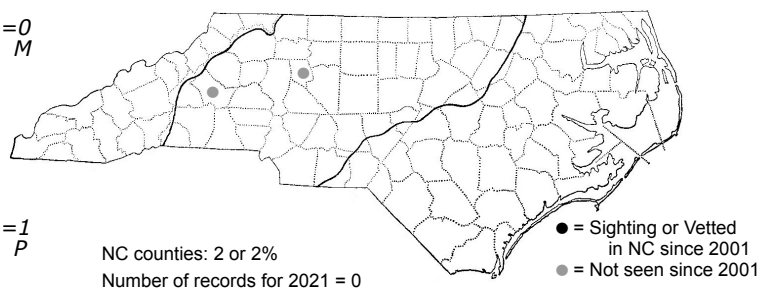 =0
M
=1
P
NC counties: 2 or 2%
Number of records for 2021 = 0
● = Sighting or Vetted
in NC since 2001
● = Not seen since 2001